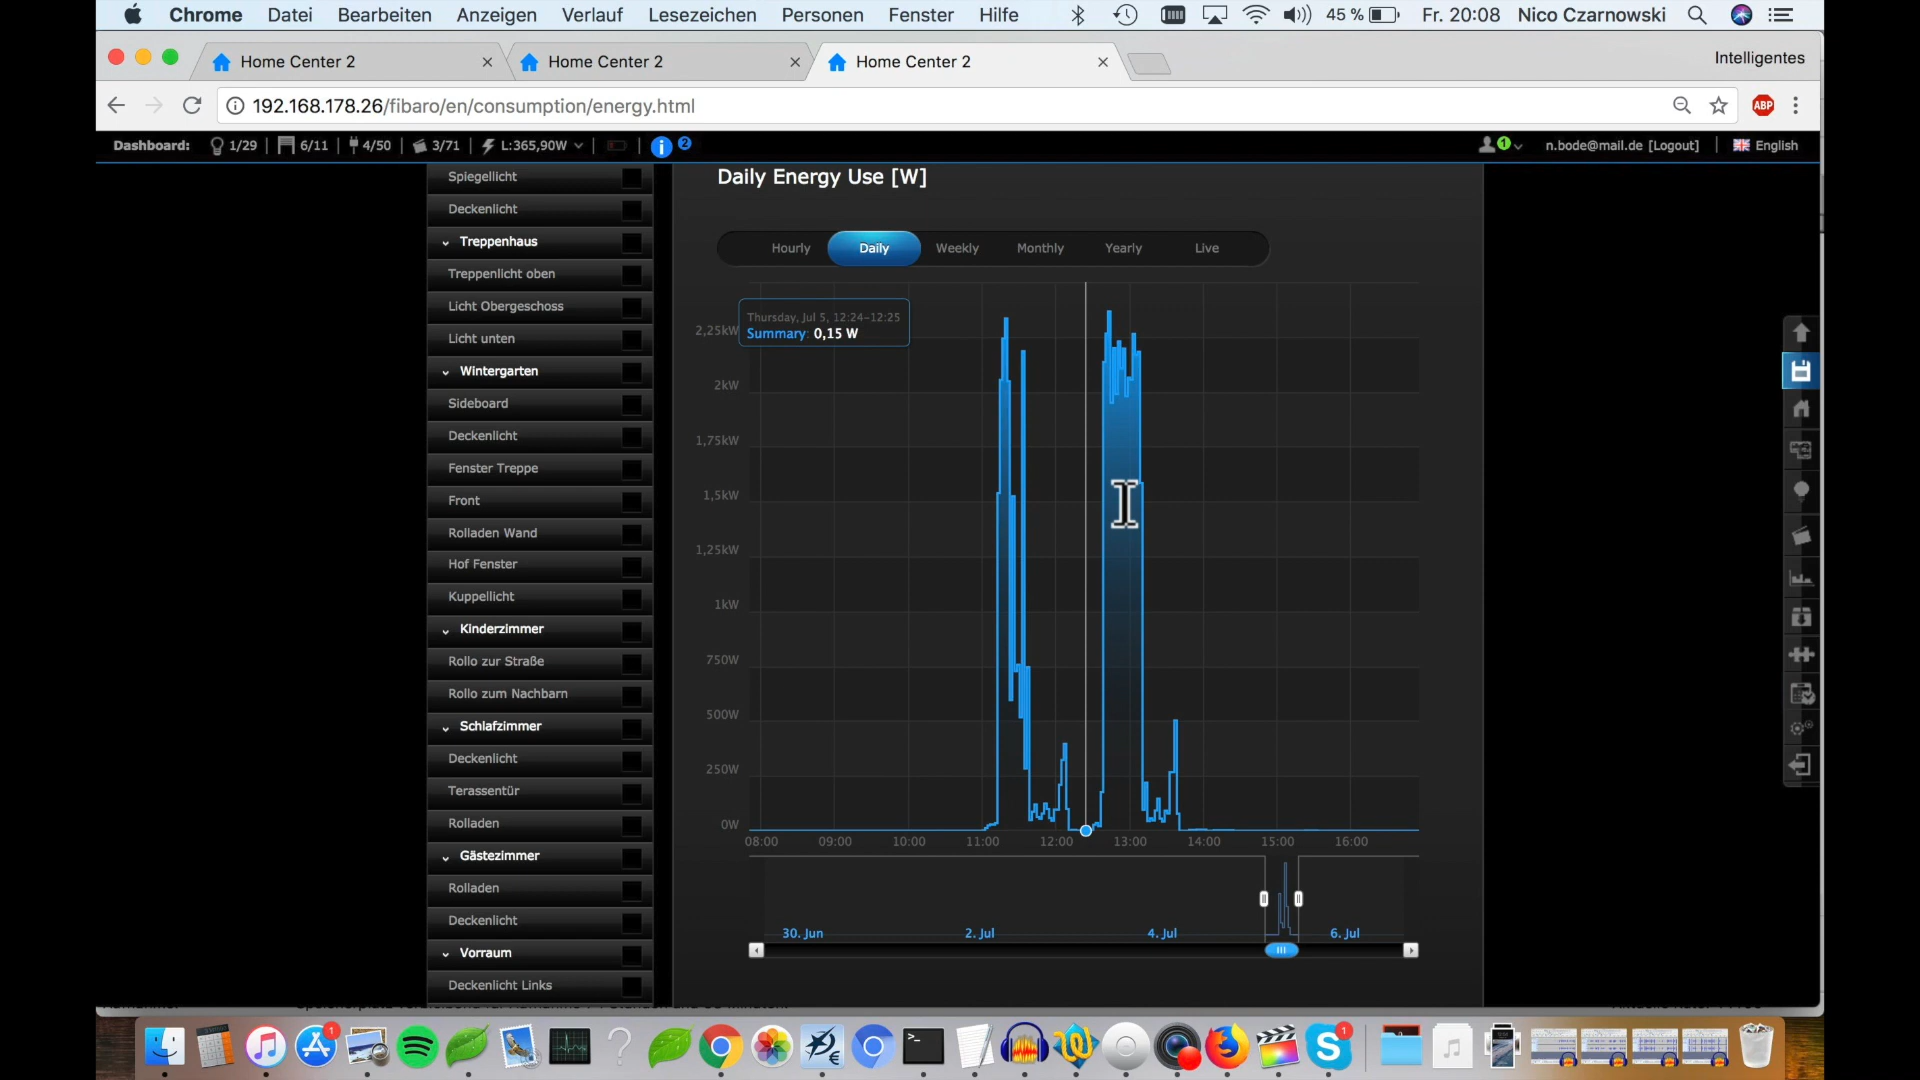 Chrome Datei Bearbeiten Anzeigen Verlauf Lesezeichen Personen Fenster Hilfe 45 % Fr. 20:08 Nico Czarnowski
Home Center 2
Home Center 2
Home Center 2
Intelligentes
192.168.178.26/fibaro/en/consumption/energy.html
ABP
Dashboard: 1/29 | 6/11 | 4/50 | 3/71 | L:365,90W | i 2
1 n.bode@mail.de [Logout] | English
Spiegellicht
Deckenlicht
Treppenhaus
Treppenlicht oben
Licht Obergeschoss
Licht unten
Wintergarten
Sideboard
Deckenlicht
Fenster Treppe
Front
Rolladen Wand
Hof Fenster
Kuppellicht
Kinderzimmer
Rollo zur Straße
Rollo zum Nachbarn
Schlafzimmer
Deckenlicht
Terassentür
Rolladen
Gästezimmer
Rolladen
Deckenlicht
Vorraum
Deckenlicht Links
Daily Energy Use [W]
Hourly Daily Weekly Monthly Yearly Live
Thursday, Jul 5, 12:24–12:25
Summary: 0,15 W
2,25kW
2kW
1,75kW
1,5kW
1,25kW
1kW
750W
500W
250W
0W
08:00 09:00 10:00 11:00 12:00 13:00 14:00 15:00 16:00
30. Jun 2. Jul 4. Jul 6. Jul
1
1